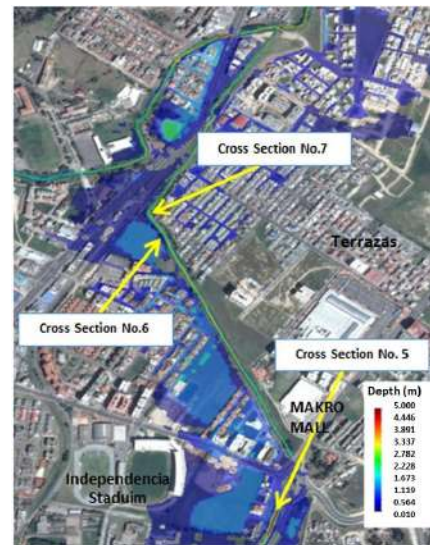 Cross Section No.7
Terrazas
Cross Section No.6
Cross Section No. 5
Depth (m)
5.000
4.446
3.891
3.337
2.782
2.228
1.673
1.119
0.564
0.010
MAKRO
MALL
Independencia
Staduim